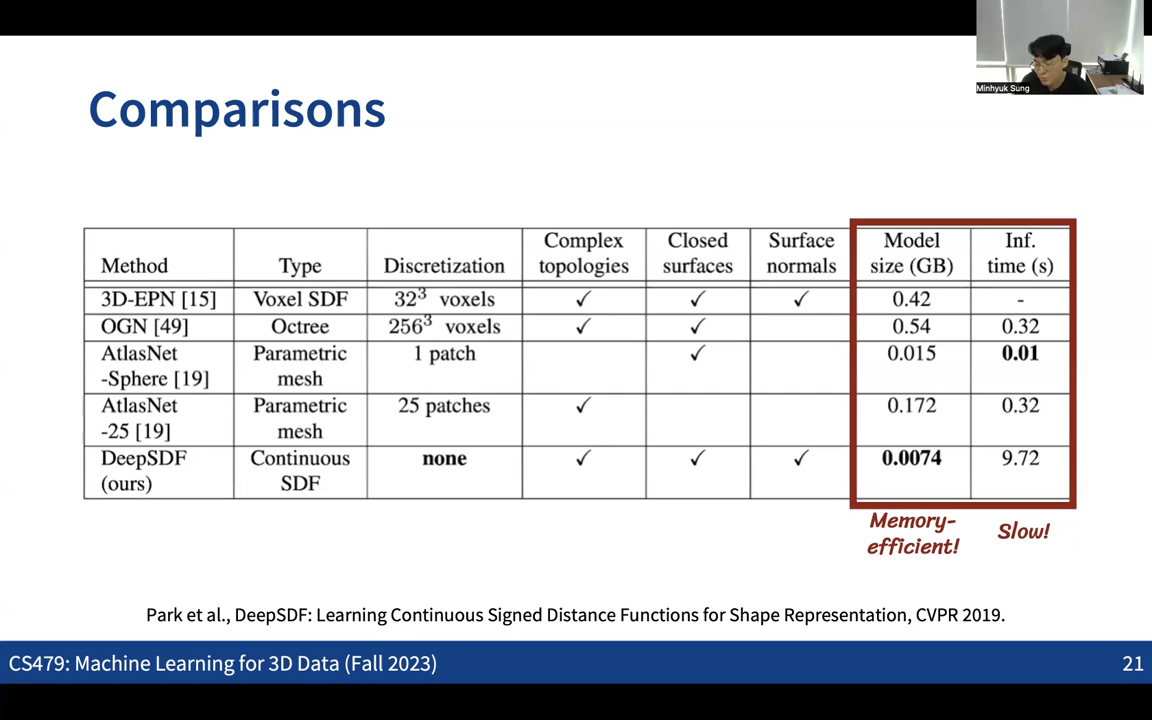 Minhyuk Sung
Comparisons
Complex Closed Surface Model Inf.
Method Type Discretization topologies surfaces normals size (GB) time (s)
3D-EPN [15] Voxel SDF 32³ voxels ✓ ✓ ✓ 0.42 -
OGN [49] Octree 256³ voxels ✓ ✓ 0.54 0.32
AtlasNet Parametric 1 patch ✓ 0.015 0.01
-Sphere [19] mesh
AtlasNet Parametric 25 patches ✓ 0.172 0.32
-25 [19] mesh
DeepSDF Continuous none ✓ ✓ ✓ 0.0074 9.72
(ours) SDF
Memory-
efficient!
Slow!
Park et al., DeepSDF: Learning Continuous Signed Distance Functions for Shape Representation, CVPR 2019.
CS479: Machine Learning for 3D Data (Fall 2023) 21